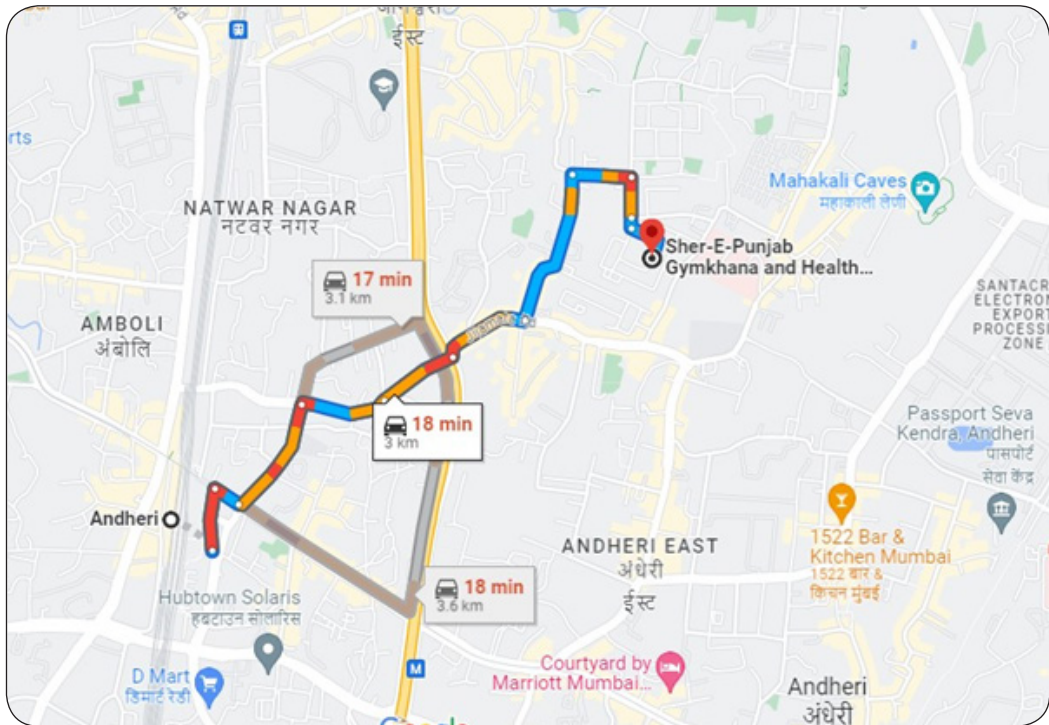 ईस्ट
rts
NATWAR NAGAR
नटवर नगर
Mahakali Caves
महाकाली लेणी
Sher-E-Punjab
Gymkhana and Health...
17 min
3.1 km
AMBOLI
अंबोलि
SANTACR
ELECTRON
EXPORT
PROCESSI
ZONE
18 min
3 km
Passport Seva
Kendra, Andheri
पासपोर्ट
सेवा केंद्र
Andheri
1522 Bar &
Kitchen Mumbai
1522 बार &
किचन मुंबई
ANDHERI EAST
अंधेरी
ईस्ट
18 min
3.6 km
Hubtown Solaris
हबटाउन सोलारिस
M
D Mart
डिमार्ट रेडी
Courtyard by
Marriott Mumbai...
Andheri
अंधेरी
Google